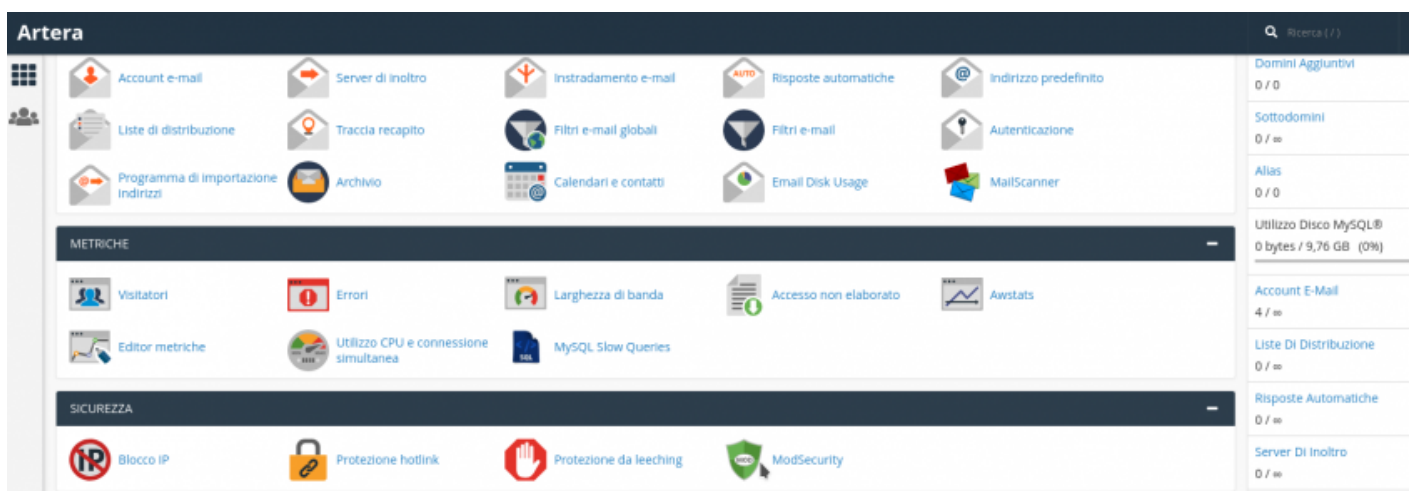 Artera
Ricerca ( / )
Account e-mail
Server di inoltro
Instradamento e-mail
AUTO
Risposte automatiche
@
Indirizzo predefinito
Liste di distribuzione
Traccia recapito
Filtri e-mail globali
Filtri e-mail
Autenticazione
Programma di importazione
indirizzi
Archivio
@
Calendari e contatti
Email Disk Usage
MailScanner
METRICHE
Visitatori
Errori
Larghezza di banda
Accesso non elaborato
Awstats
Editor metriche
Utilizzo CPU e connessione
simultanea
SQL
MySQL Slow Queries
SICUREZZA
IP
Blocco IP
Protezione hotlink
Protezione da leeching
MOD
ModSecurity
Domini Aggiuntivi
0 / 0
Sottodomini
0 / ∞
Alias
0 / 0
Utilizzo Disco MySQL®
0 bytes / 9,76 GB (0%)
Account E-Mail
4 / ∞
Liste Di Distribuzione
0 / ∞
Risposte Automatiche
0 / ∞
Server Di Inoltro
0 / ∞